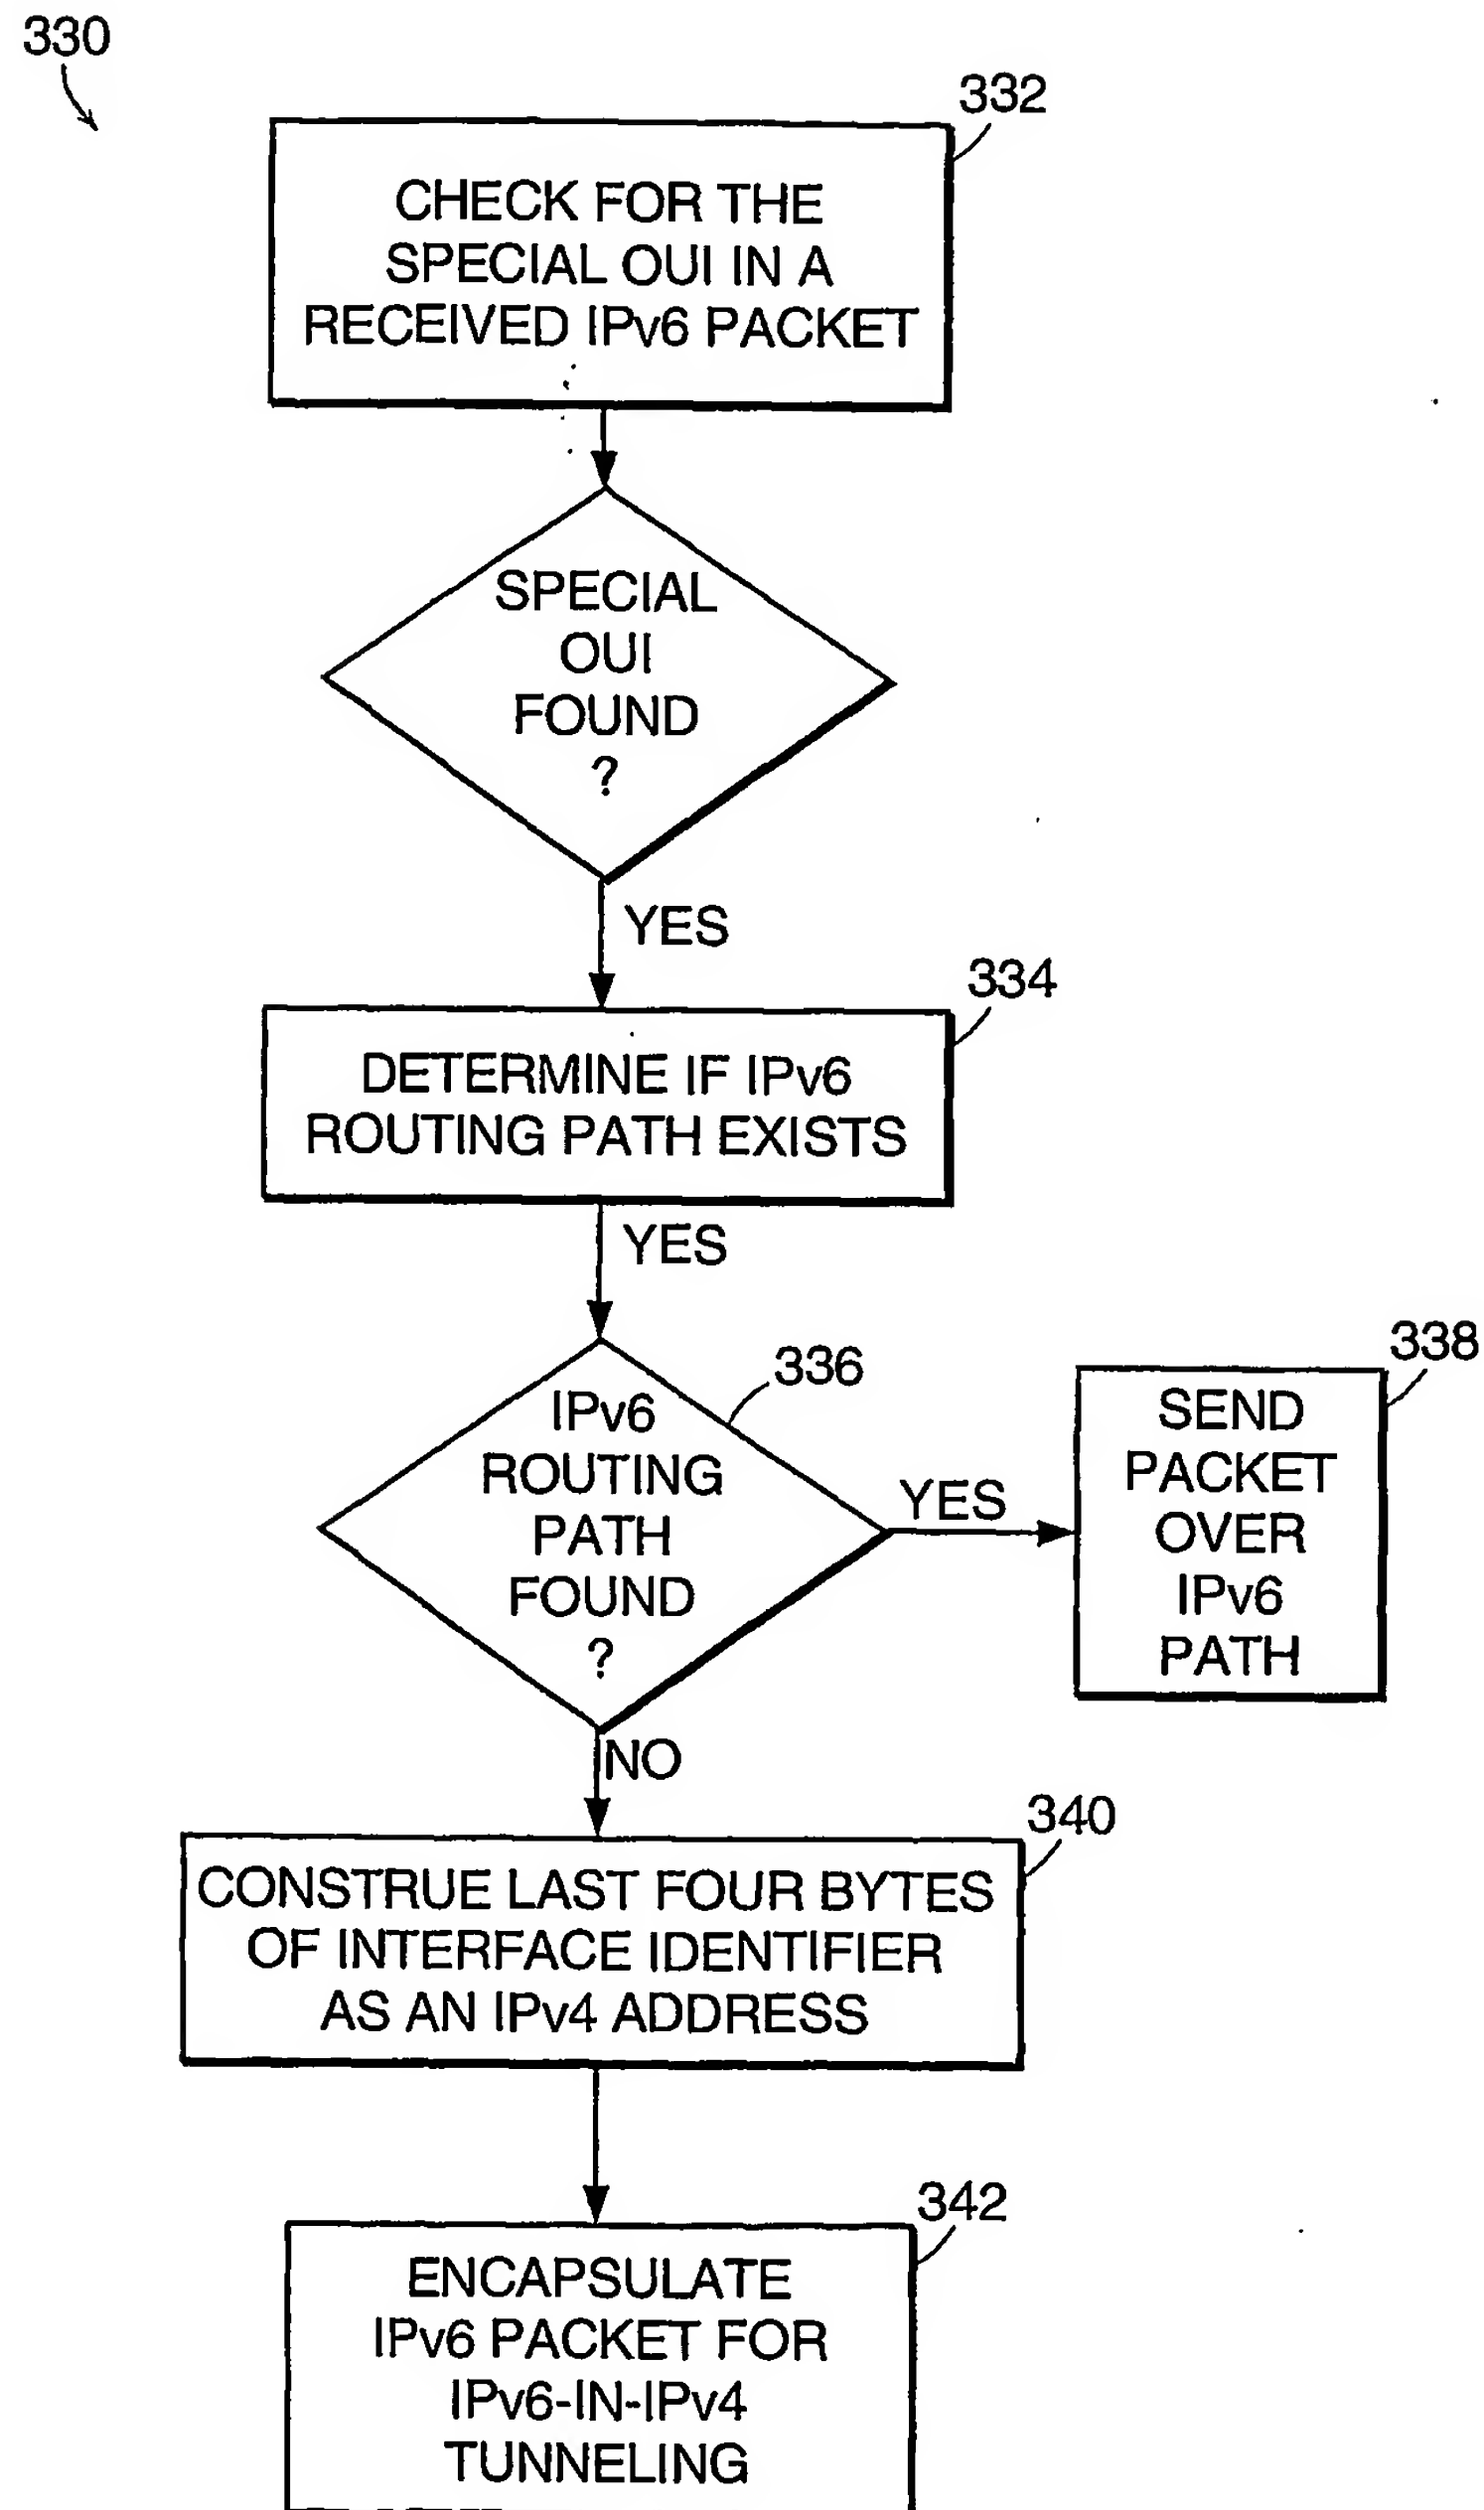 330
332
CHECK FOR THE
SPECIAL OUI IN A
RECEIVED IPv6 PACKET
SPECIAL
OUI
FOUND
?
YES
334
DETERMINE IF IPv6
ROUTING PATH EXISTS
YES
336
IPv6
ROUTING
PATH
FOUND
?
YES
338
SEND
PACKET
OVER
IPv6
PATH
NO
340
CONSTRUE LAST FOUR BYTES
OF INTERFACE IDENTIFIER
AS AN IPv4 ADDRESS
342
ENCAPSULATE
IPv6 PACKET FOR
IPv6-IN-IPv4
TUNNELING